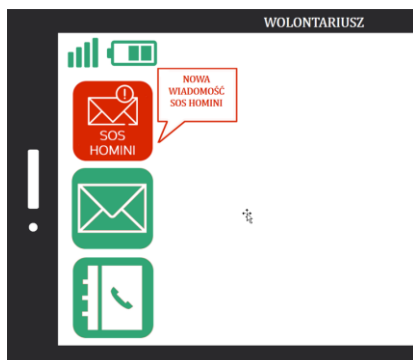 WOLONTARIUSZ
NOWA
WIADOMOŚĆ
SOS HOMINI
SOS
HOMINI